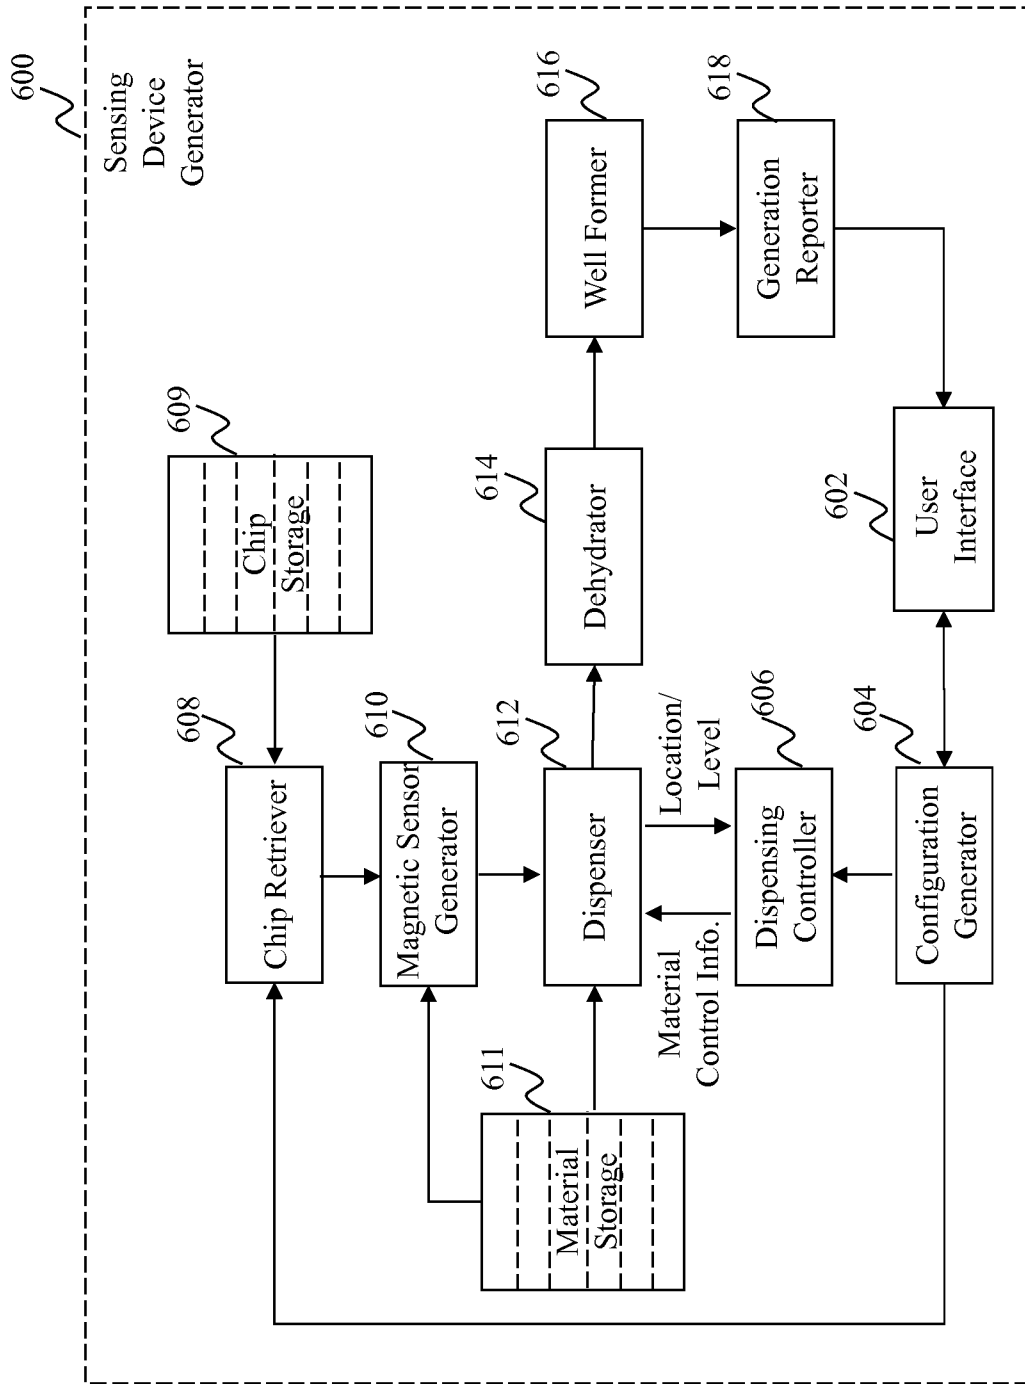 600
Sensing
Device
Generator
609
Chip
Storage
608
Chip Retriever
610
Magnetic Sensor
Generator
611
Material
Storage
612
Dispenser
614
Dehydrator
616
Well Former
618
Generation
Reporter
Material
Control Info.
Location/
Level
606
Dispensing
Controller
604
Configuration
Generator
602
User
Interface